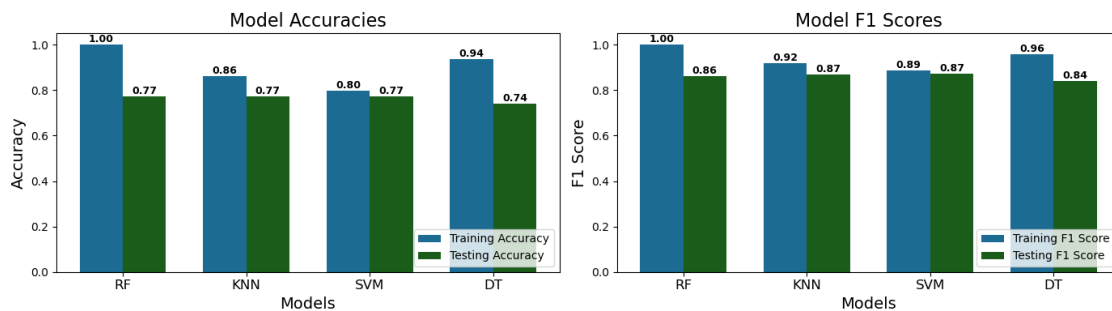 Model Accuracies
1.00
0.86
0.80
0.94
0.77
0.77
0.77
0.74
1.0
0.8
0.6
0.4
0.2
0.0
Accuracy
Training Accuracy
Testing Accuracy
RF KNN SVM DT
Models
Model F1 Scores
1.00
0.92
0.89
0.96
0.86
0.87
0.87
0.84
1.0
0.8
0.6
0.4
0.2
0.0
F1 Score
Training F1 Score
Testing F1 Score
RF KNN SVM DT
Models